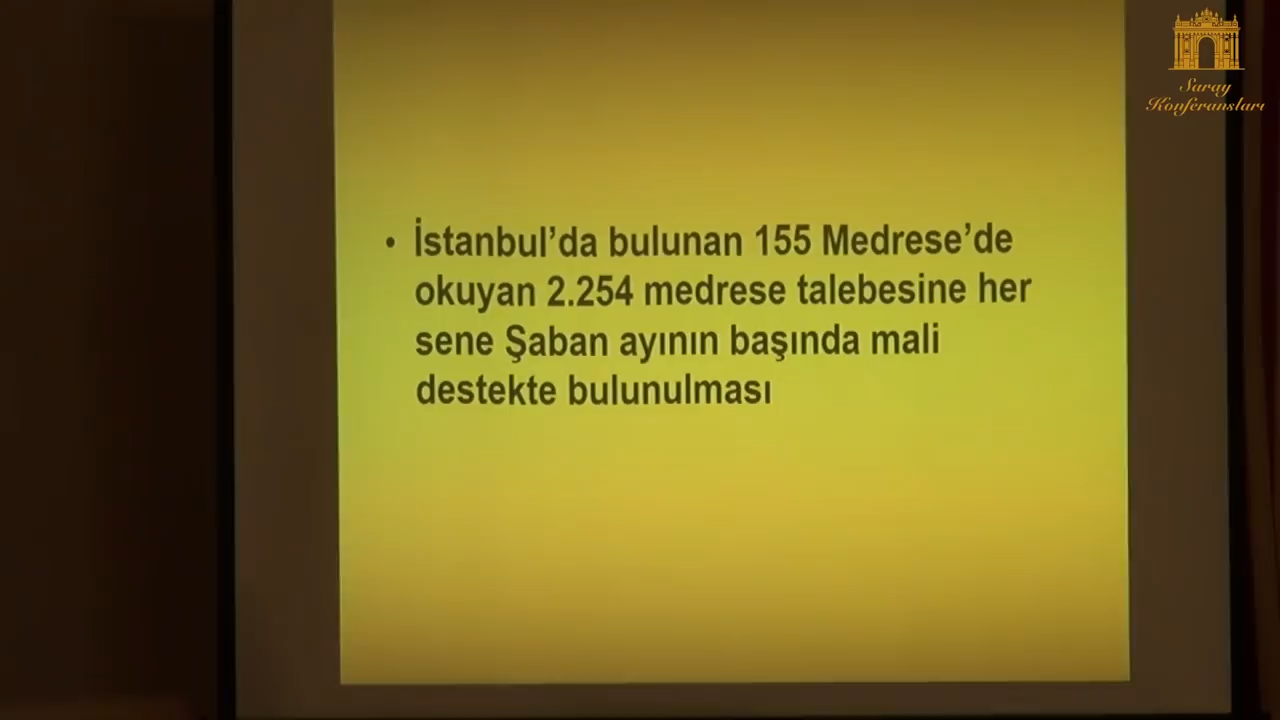 Saray
Konferansları
• İstanbul'da bulunan 155 Medrese'de
okuyan 2.254 medrese talebesine her
sene Şaban ayının başında mali
destekte bulunulması